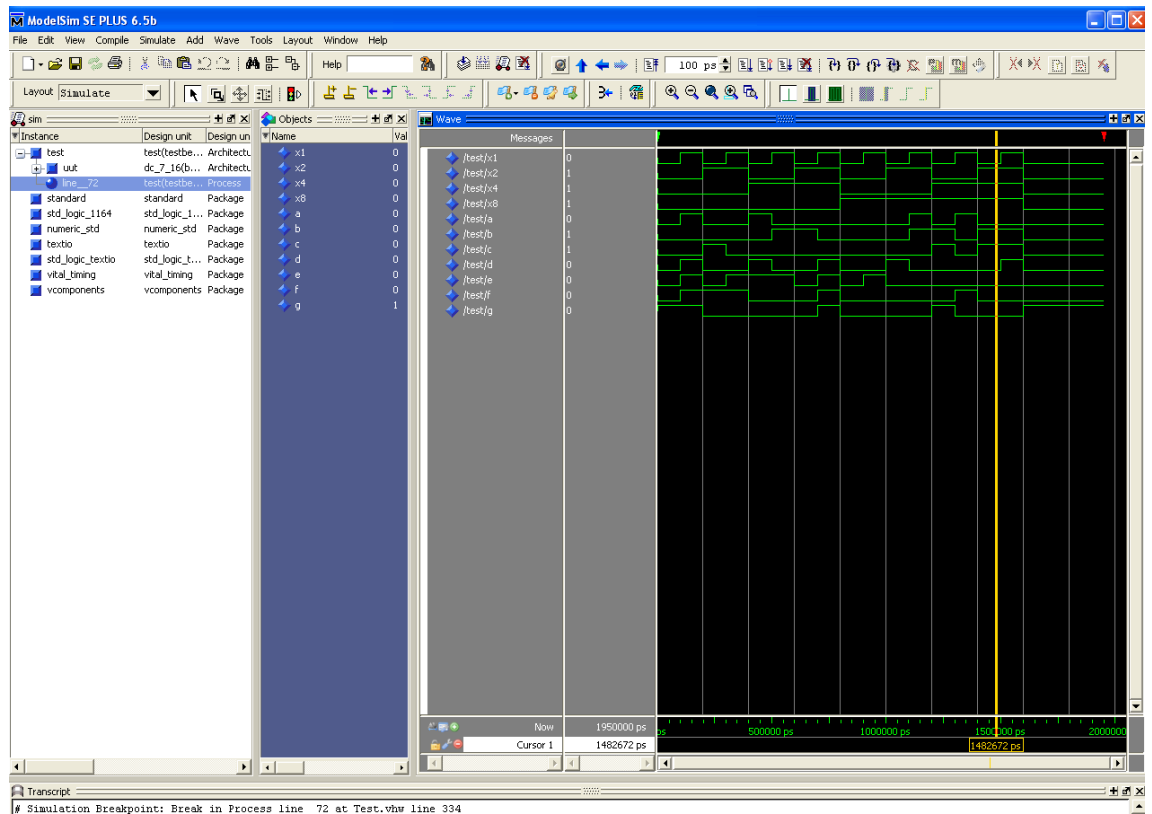 ModelSim SE PLUS 6.5b
File Edit View Compile Simulate Add Wave Tools Layout Window Help
Help
100 ps
Layout Simulate
sim
Instance Design unit Design un
test test(testbe... Architectu
uut dc_7_16(b... Architectu
line__72 test(testbe... Process
standard standard Package
std_logic_1164 std_logic_1... Package
numeric_std numeric_std Package
textio textio Package
std_logic_textio std_logic_t... Package
vital_timing vital_timing Package
vcomponents vcomponents Package
Objects
Name Val
x1 0
x2 0
x4 0
x8 0
a 0
b 0
c 0
d 0
e 0
f 0
g 1
Wave
Messages
/test/x1 0
/test/x2 1
/test/x4 1
/test/x8 1
/test/a 0
/test/b 1
/test/c 1
/test/d 0
/test/e 0
/test/f 0
/test/g 0
Now 1950000 ps
ps 500000 ps 1000000 ps 1500000 ps 2000000
Cursor 1 1482672 ps
1482672 ps
Transcript
# Simulation Breakpoint: Break in Process line__72 at Test.vhw line 334